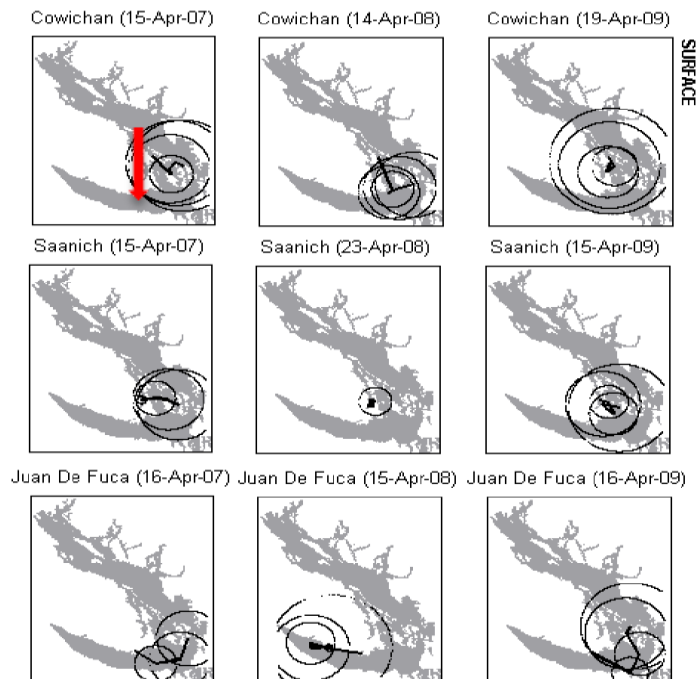 Cowichan (15-Apr-07) Cowichan (14-Apr-08) Cowichan (19-Apr-09)
SURFACE
Saanich (15-Apr-07) Saanich (23-Apr-08) Saanich (15-Apr-09)
Juan De Fuca (16-Apr-07) Juan De Fuca (15-Apr-08) Juan De Fuca (16-Apr-09)